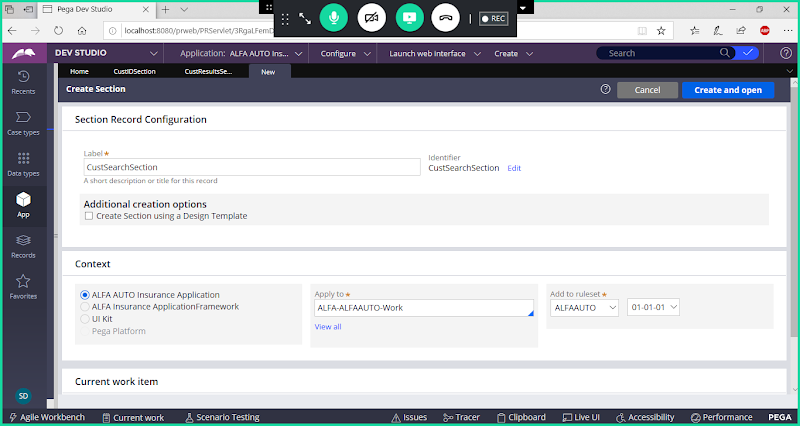 Pega Dev Studio
localhost:8080/prweb/PRServlet/3RgaLFemD
REC
DEV STUDIO
Application: ALFA AUTO Ins...
Configure
Launch web interface
Create
Search
Home
CustIDSection
CustResultsSe...
New
Recents
Case types
Data types
App
Records
Favorites
SD
Create Section
Cancel
Create and open
Section Record Configuration
Label
CustSearchSection
A short description or title for this record
Identifier
CustSearchSection Edit
Additional creation options
Create Section using a Design Template
Context
ALFA AUTO Insurance Application
ALFA Insurance ApplicationFramework
UI Kit
Pega Platform
Apply to
ALFA-ALFAAUTO-Work
View all
Add to ruleset
ALFAAUTO
01-01-01
Current work item
Agile Workbench
Current work
Scenario Testing
Issues
Tracer
Clipboard
Live UI
Accessibility
Performance
PEGA